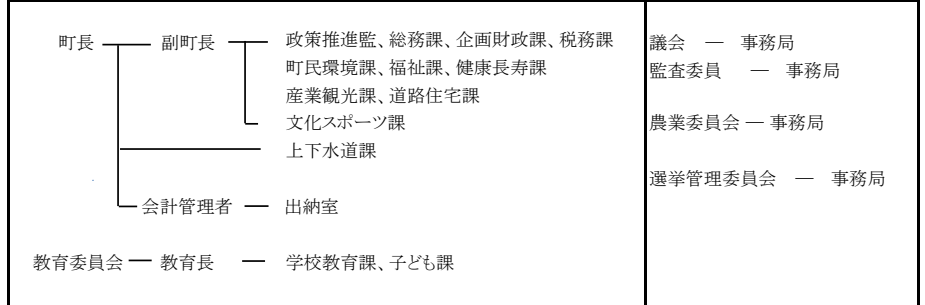 町長 ― 副町長 ― 政策推進監、総務課、企画財政課、税務課
町民環境課、福祉課、健康長寿課
産業観光課、道路住宅課
文化スポーツ課
上下水道課
会計管理者 ― 出納室
教育委員会 ― 教育長 ― 学校教育課、子ども課
議会 ― 事務局
監査委員 ― 事務局
農業委員会 ― 事務局
選挙管理委員会 ― 事務局